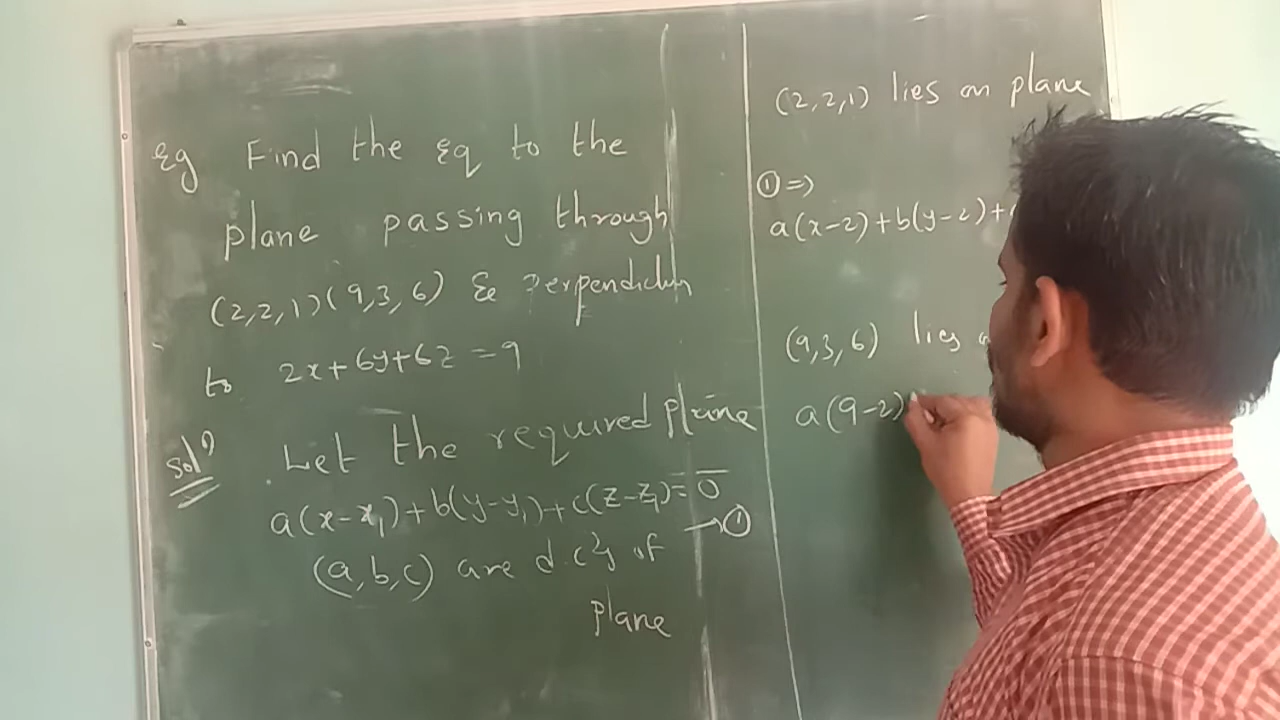 Eg Find the Eq to the
plane passing through
(2,2,1)(9,3,6) & Perpendicular
to 2x+6y+6z=9
Sol? Let the required plane
a(x-x₁)+b(y-y₁)+c(z-z₁)=0
→①
(a,b,c) are d.c's of
plane
(2,2,1) lies on plane
①⇒
a(x-2)+b(y-2)+
(9,3,6) lies
a(9-2)